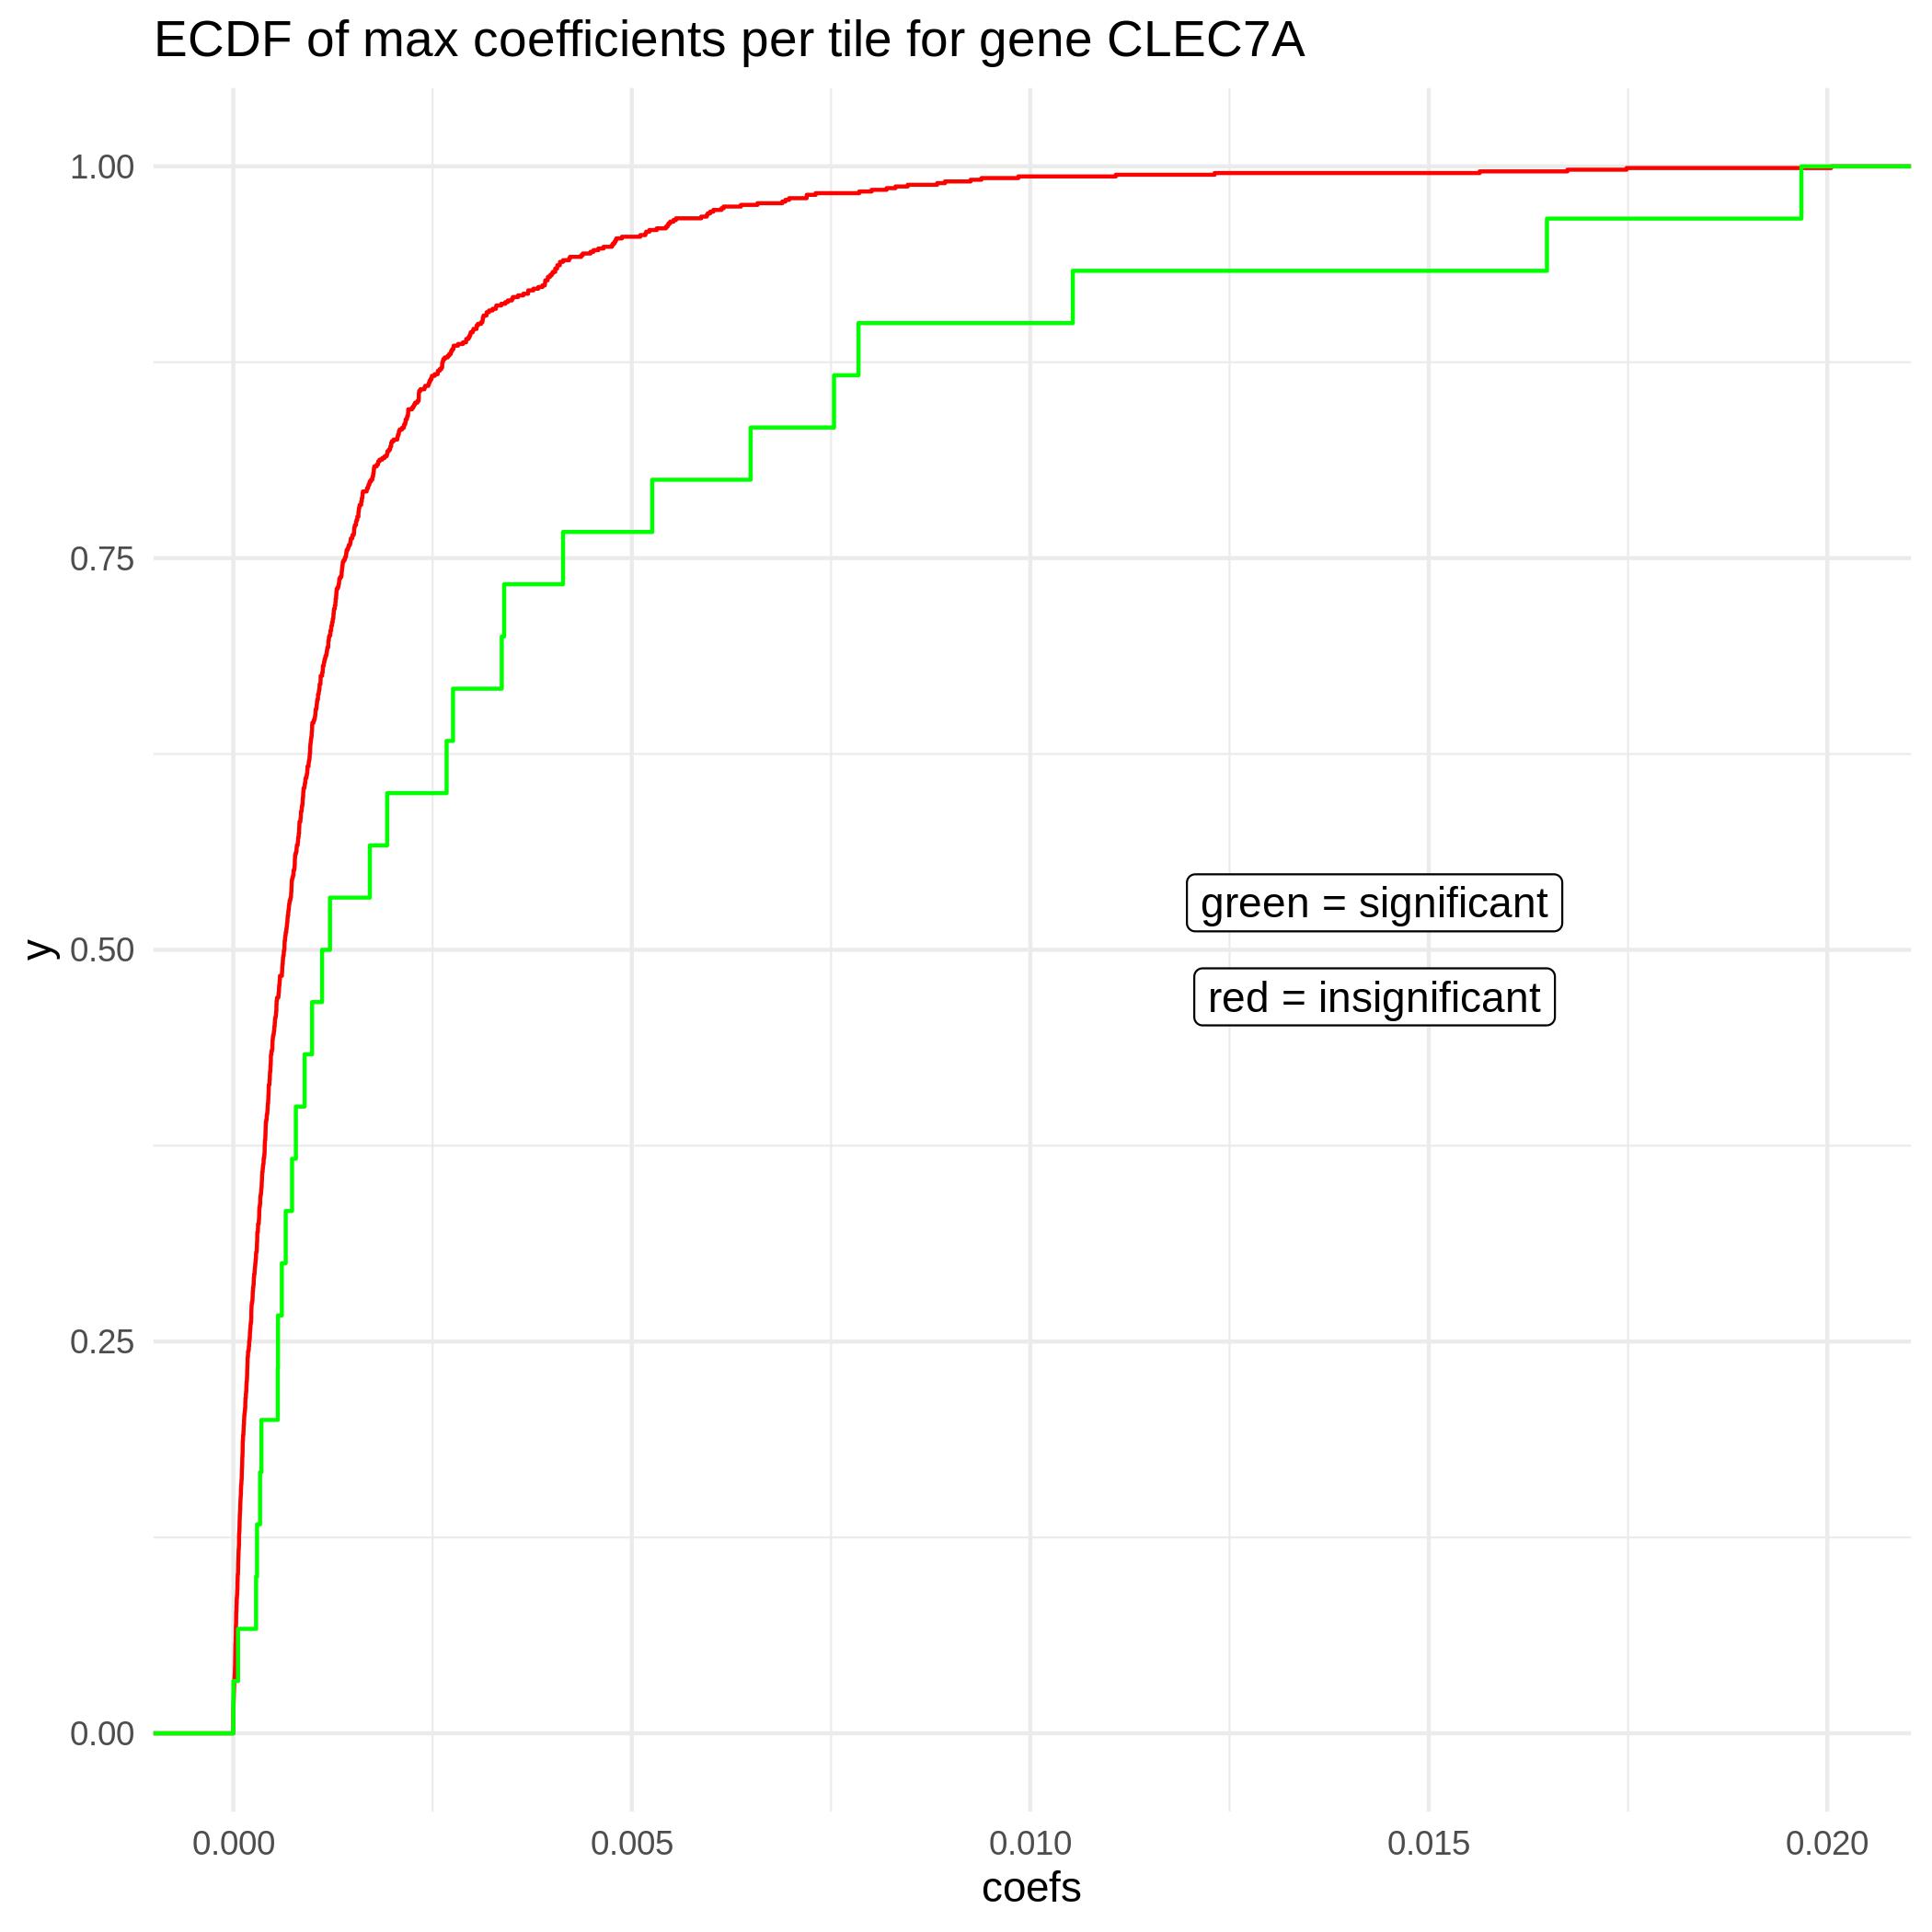 ECDF of max coefficients per tile for gene CLEC7A
1.00
0.75
0.50
0.25
0.00
y
green = significant
red = insignificant
0.000 0.005 0.010 0.015 0.020
coefs